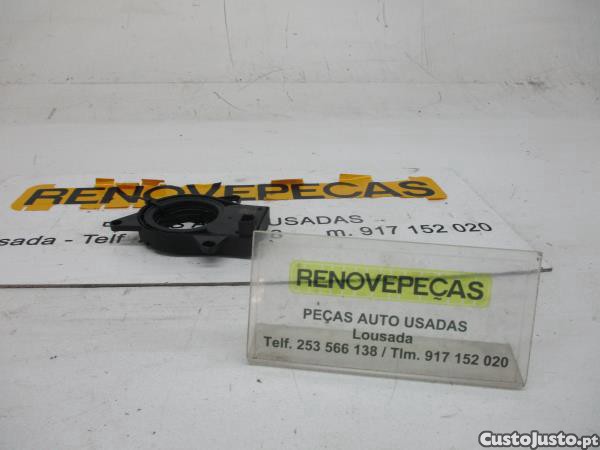 RENOVEPEÇAS
USADAS
usada - Telf
m. 917 152 020
RENOVEPEÇAS
PEÇAS AUTO USADAS
Lousada
Telf. 253 566 138 / Tlm. 917 152 020
CustoJusto.pt